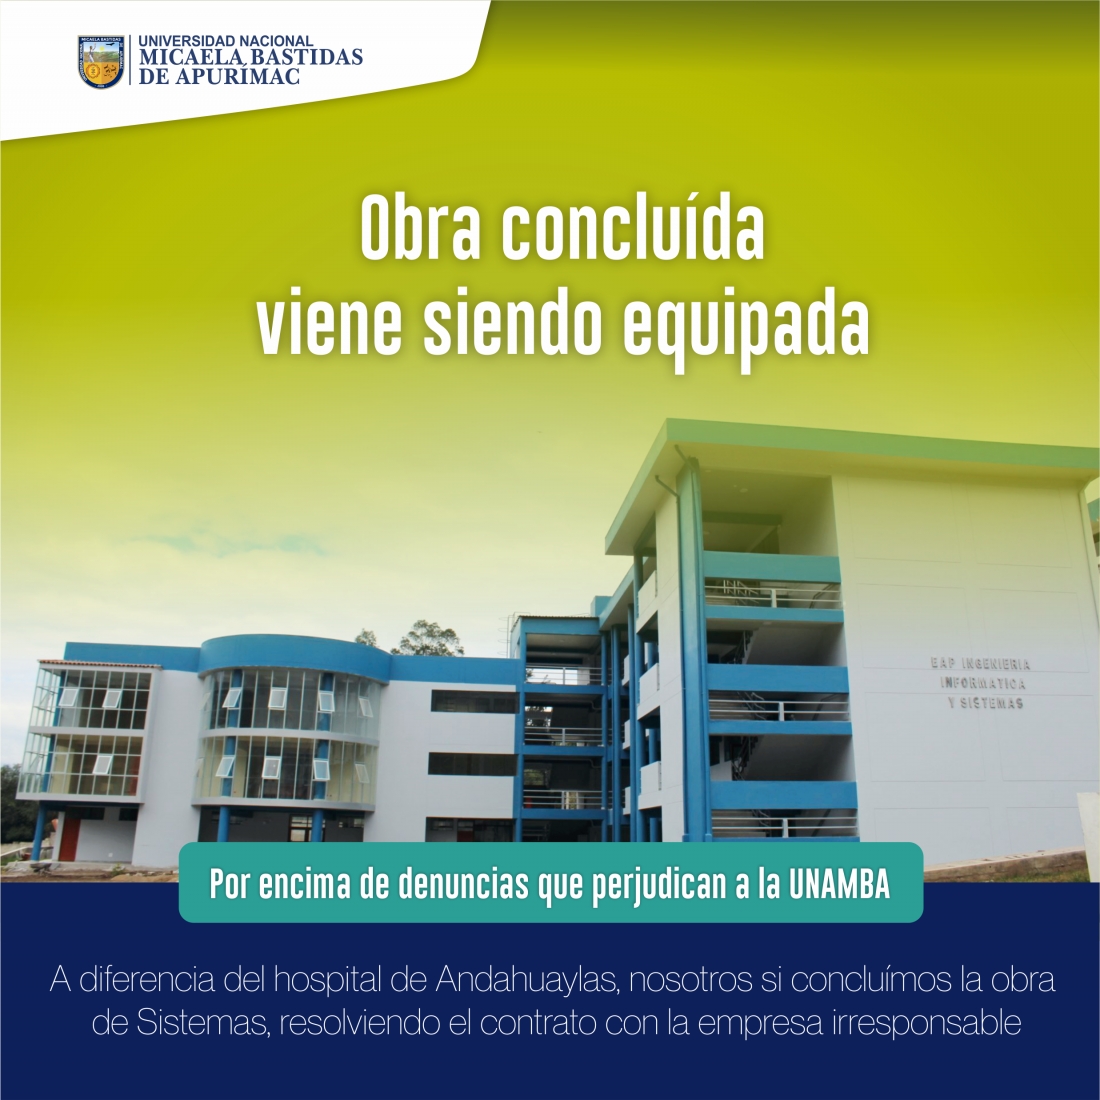 UNIVERSIDAD NACIONAL
MICAELA BASTIDAS
DE APURÍMAC
Obra concluída
viene siendo equipada
EAP INGENIERIA
INFORMATICA
Y SISTEMAS
Por encima de denuncias que perjudican a la UNAMBA
A diferencia del hospital de Andahuaylas, nosotros si concluímos la obra
de Sistemas, resolviendo el contrato con la empresa irresponsable